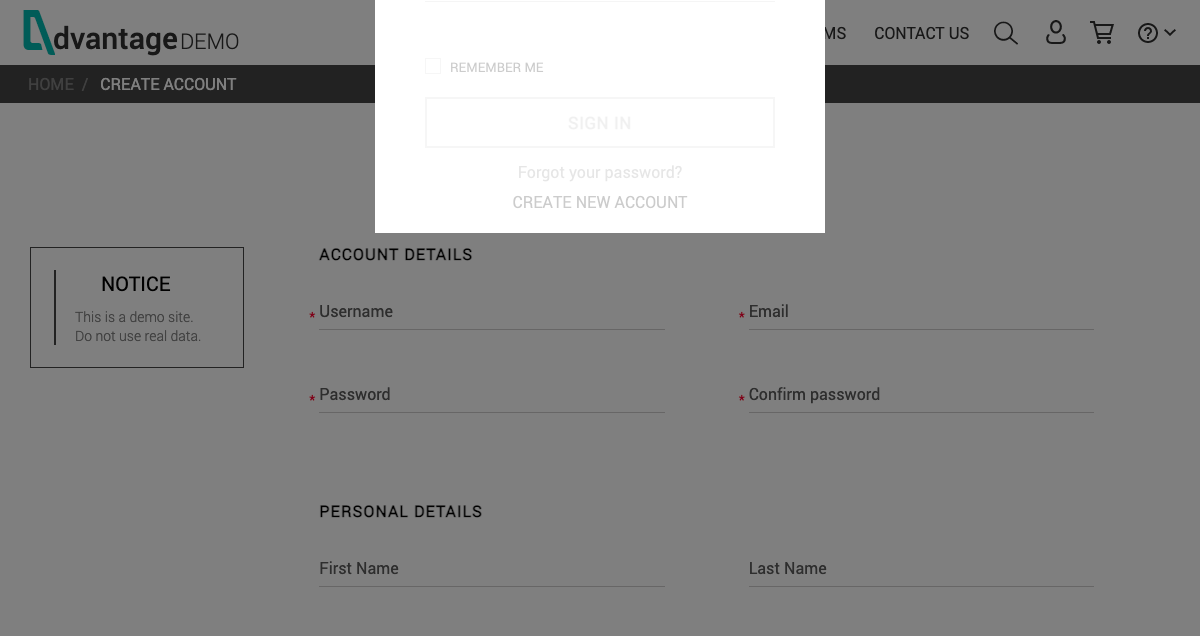 dvantage DEMO
MS
CONTACT US
HOME / CREATE ACCOUNT
REMEMBER ME
SIGN IN
Forgot your password?
CREATE NEW ACCOUNT
NOTICE
This is a demo site.
Do not use real data.
ACCOUNT DETAILS
* Username
* Email
* Password
* Confirm password
PERSONAL DETAILS
First Name
Last Name